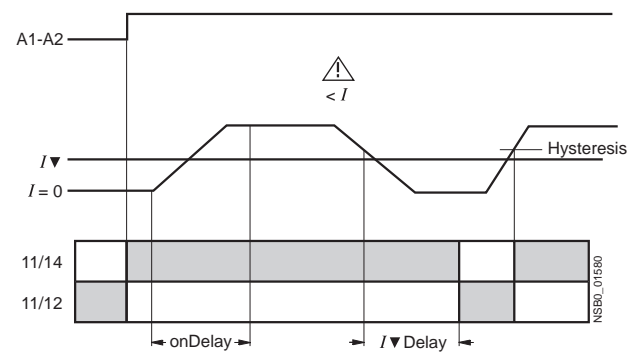 A1-A2
< I
I▼
Hysteresis
I = 0
11/14
11/12
NSB0_01580
onDelay
I▼Delay